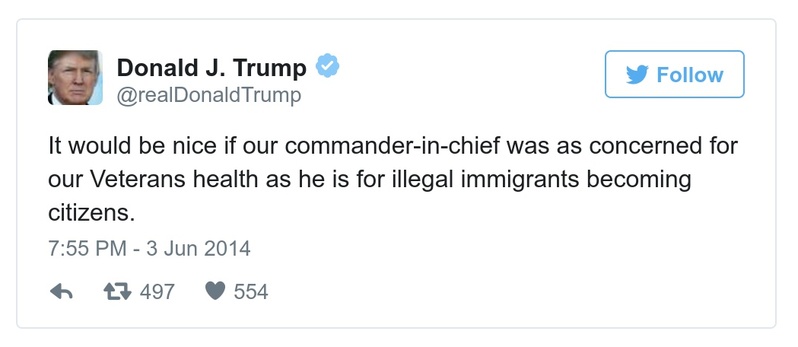 Donald J. Trump
@realDonaldTrump
Follow
It would be nice if our commander-in-chief was as concerned for
our Veterans health as he is for illegal immigrants becoming
citizens.
7:55 PM - 3 Jun 2014
497 554